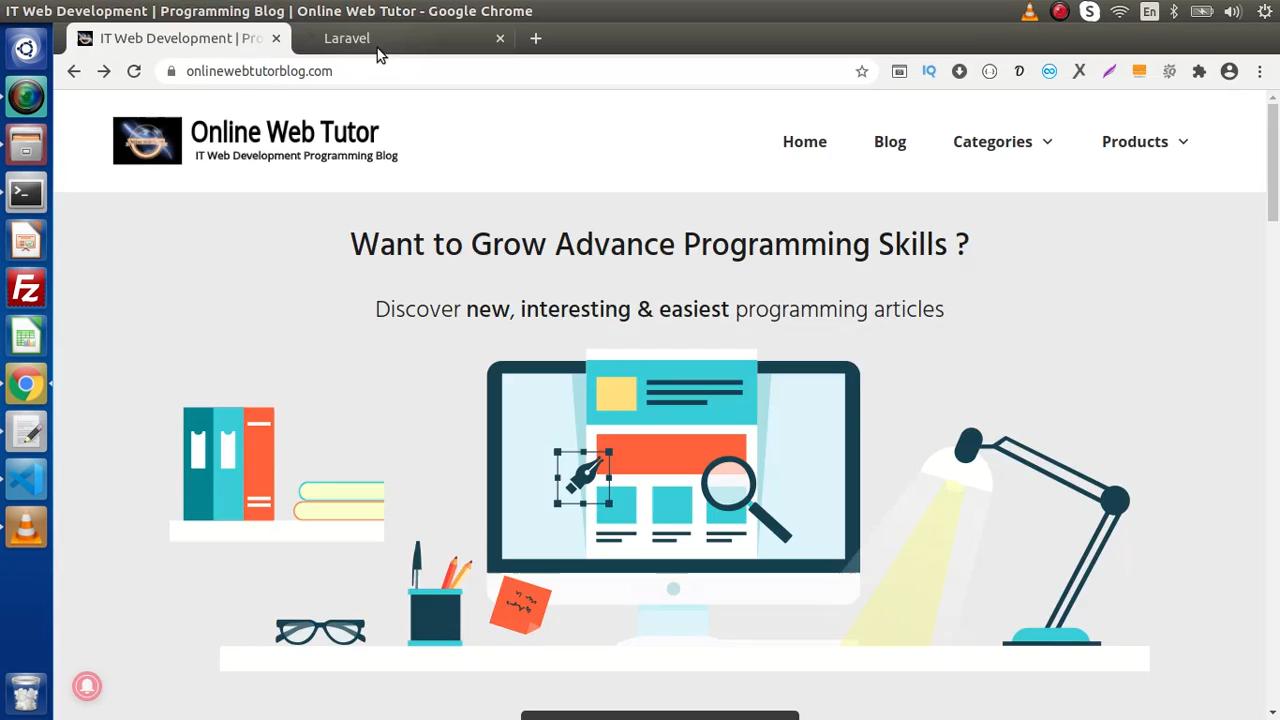 IT Web Development | Programming Blog | Online Web Tutor - Google Chrome
S
En
IT Web Development | Pro
Laravel
onlinewebtutorblog.com
IQ
Online Web Tutor
IT Web Development Programming Blog
Home
Blog
Categories
Products
Want to Grow Advance Programming Skills ?
Discover new, interesting & easiest programming articles
Fz